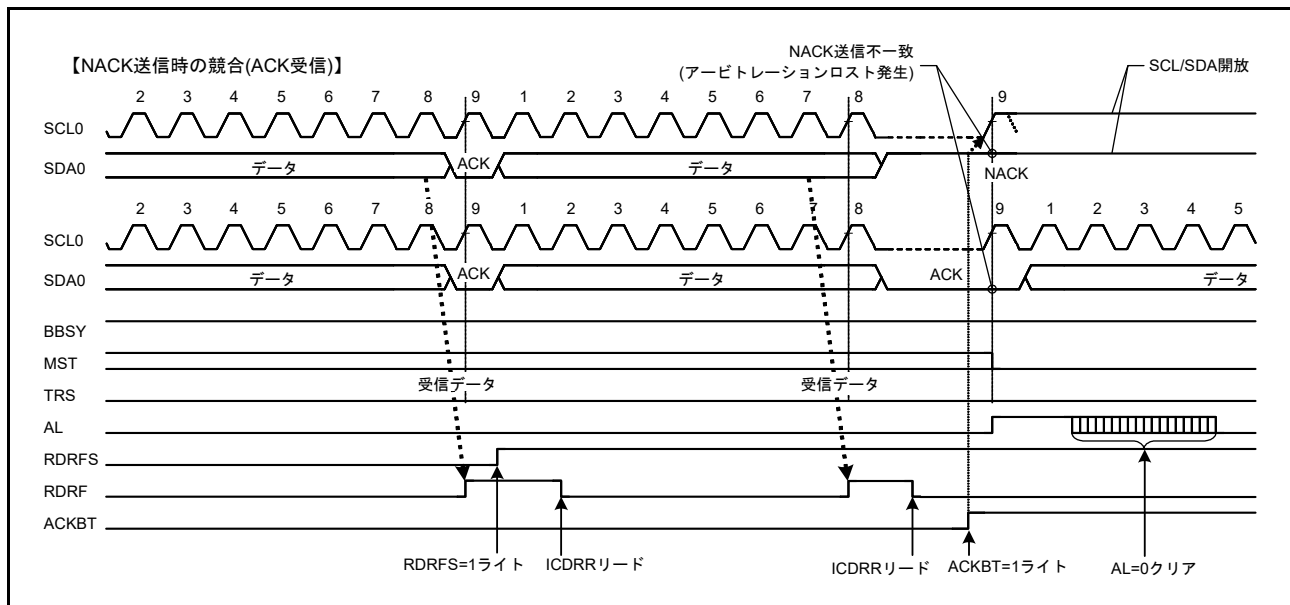 【NACK送信時の競合(ACK受信)】
NACK送信不一致
(アービトレーションロスト発生)
SCL/SDA開放
2 3 4 5 6 7 8 9 1 2 3 4 5 6 7 8 9
SCL0
SDA0 データ ACK データ NACK
2 3 4 5 6 7 8 9 1 2 3 4 5 6 7 8 9 1 2 3 4 5
SCL0
SDA0 データ ACK データ ACK データ
BBSY
MST
受信データ 受信データ
TRS
AL
RDRFS
RDRF
ACKBT
RDRFS=1ライト ICDRRリード ICDRRリード ACKBT=1ライト AL=0クリア